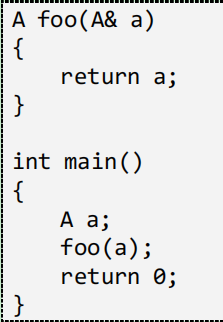 A foo(A& a)
{
    return a;
}

int main()
{
    A a;
    foo(a);
    return 0;
}